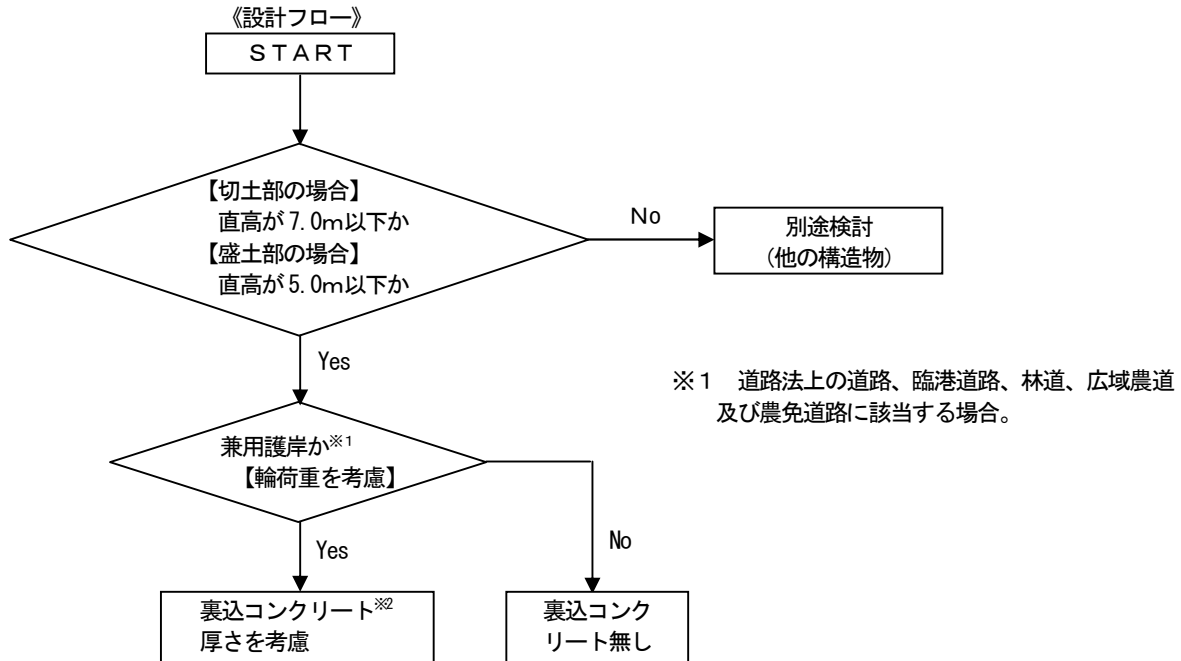 《設計フロー》
ＳＴＡＲＴ
【切土部の場合】
直高が7.0ｍ以下か
【盛土部の場合】
直高が5.0ｍ以下か
No
別途検討
(他の構造物)
Yes
※１　道路法上の道路、臨港道路、林道、広域農道
及び農免道路に該当する場合。
兼用護岸か※1
【輪荷重を考慮】
Yes
No
裏込コンクリート※2
厚さを考慮
裏込コンク
リート無し